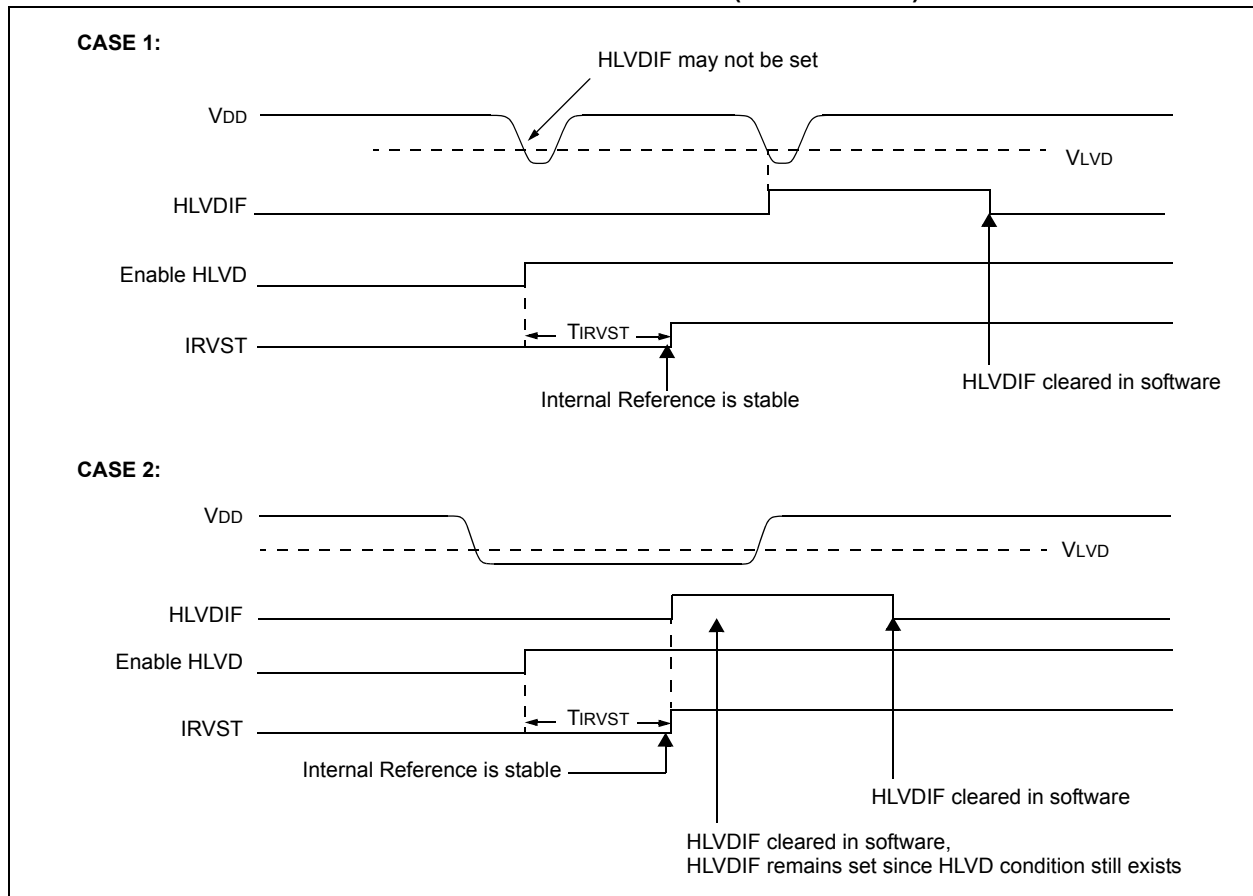 CASE 1:
HLVDIF may not be set
VDD
VLVD
HLVDIF
Enable HLVD
TIRVST
IRVST
HLVDIF cleared in software
Internal Reference is stable
CASE 2:
VDD
VLVD
HLVDIF
Enable HLVD
TIRVST
IRVST
Internal Reference is stable
HLVDIF cleared in software
HLVDIF cleared in software,
HLVDIF remains set since HLVD condition still exists